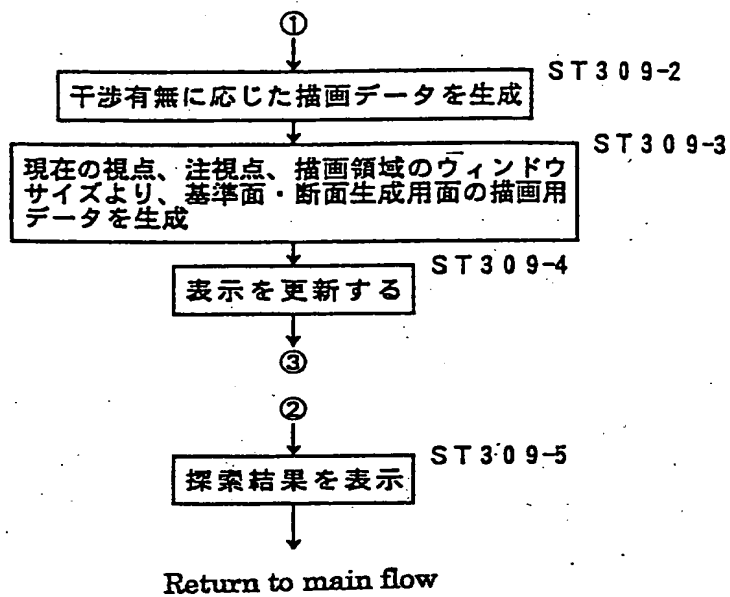 ①
ST309-2
干渉有無に応じた描画データを生成
ST309-3
現在の視点、注視点、描画領域のウィンドウ
サイズより、基準面・断面生成用面の描画用
データを生成
ST309-4
表示を更新する
③
②
ST309-5
探索結果を表示
Return to main flow